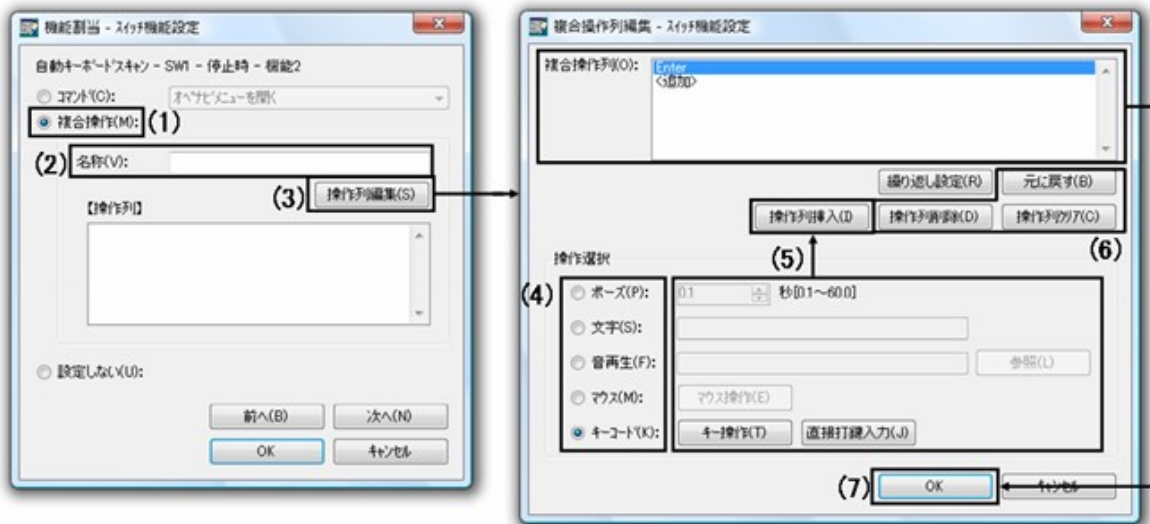 機能割当 - スイッチ機能設定
自動キーボードスキャン - SW1 - 停止時 - 機能2
コマンド(C): オペナビメニューを開く
複合操作(M): (1)
(2) 名称(V):
(3) 操作列編集(S)
【操作列】
設定しない(U):
前へ(B) 次へ(N)
OK キャンセル
複合操作列編集 - スイッチ機能設定
複合操作列(O): Enter
<追加>
繰り返し設定(R) 元に戻す(B)
操作列挿入(I) 操作列削除(D) 操作列クリア(C)
(5) (6)
操作選択
(4) ポーズ(P): 0.1 秒[0.1~60.0]
文字(S):
音再生(F): 参照(L)
マウス(M): マウス操作(E)
キーコード(K): キー操作(T) 直接打鍵入力(J)
(7) OK キャンセル